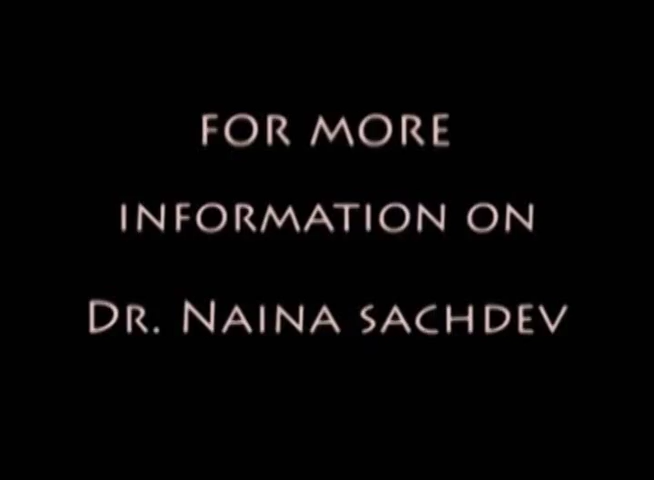 FOR MORE
INFORMATION ON
DR. NAINA SACHDEV